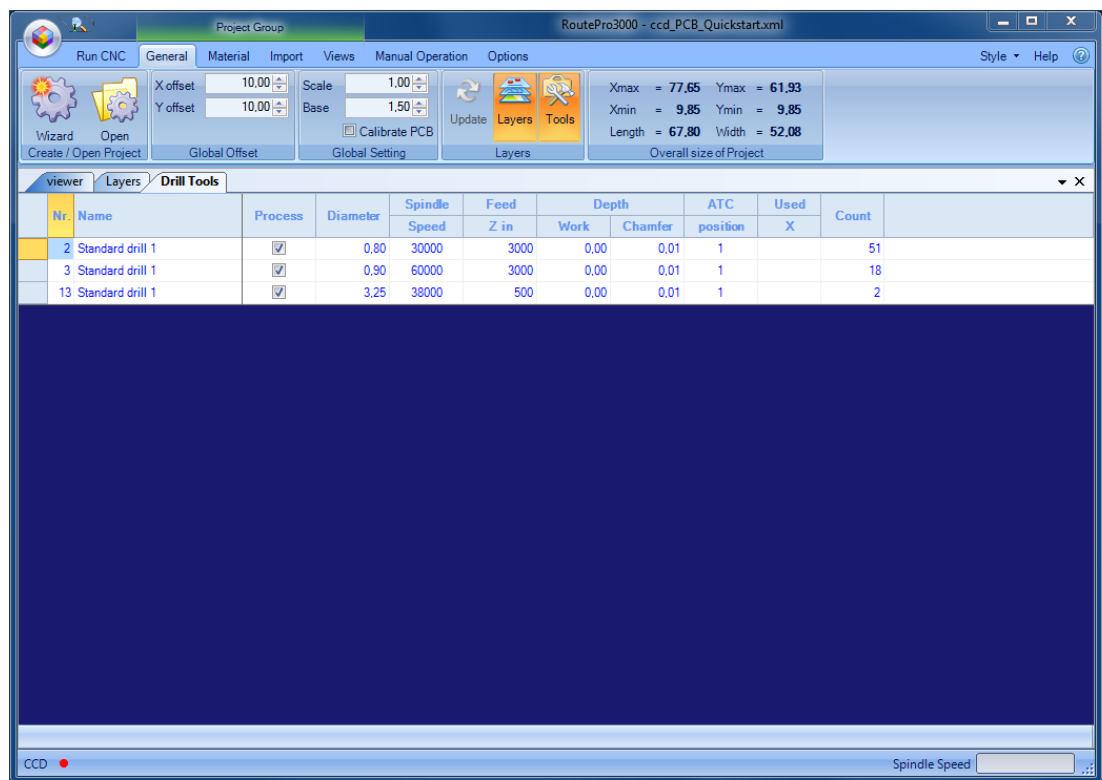 Project Group
RoutePro3000 - ccd_PCB_Quickstart.xml
Run CNC General Material Import Views Manual Operation Options Style Help
X offset 10,00 Scale 1,00 Xmax = 77,65 Ymax = 61,93
Y offset 10,00 Base 1,50 Update Layers Tools Xmin = 9,85 Ymin = 9,85
Wizard Open Calibrate PCB Length = 67,80 Width = 52,08
Create / Open Project Global Offset Global Setting Layers Overall size of Project
viewer Layers Drill Tools
Nr. Name Process Diameter Spindle Speed Feed Z in Depth Work Chamfer ATC position Used X Count
2 Standard drill 1 0,80 30000 3000 0,00 0,01 1 51
3 Standard drill 1 0,90 60000 3000 0,00 0,01 1 18
13 Standard drill 1 3,25 38000 500 0,00 0,01 1 2
CCD Spindle Speed